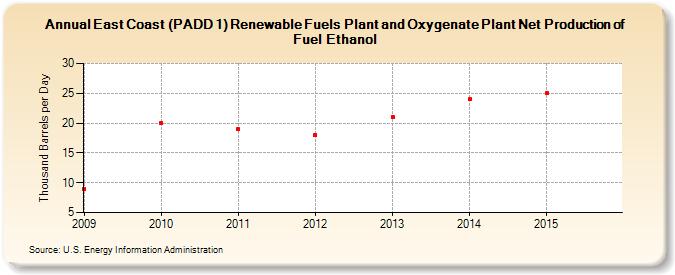 Annual East Coast (PADD 1) Renewable Fuels Plant and Oxygenate Plant Net Production of
Fuel Ethanol
Thousand Barrels per Day
30
25
20
15
10
5
2009 2010 2011 2012 2013 2014 2015
Source: U.S. Energy Information Administration